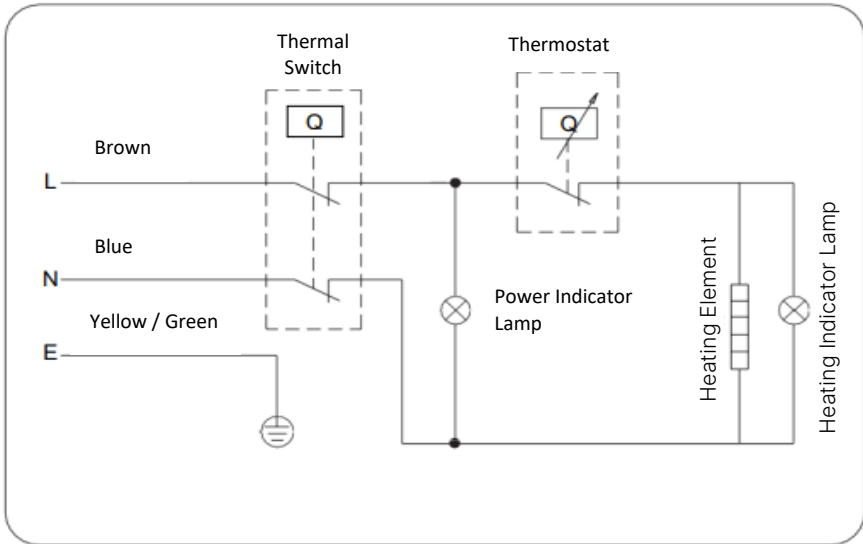 Thermal
Switch
Thermostat
Q
Q
Brown
L
Blue
N
Yellow / Green
E
Power Indicator
Lamp
Heating Element
Heating Indicator Lamp